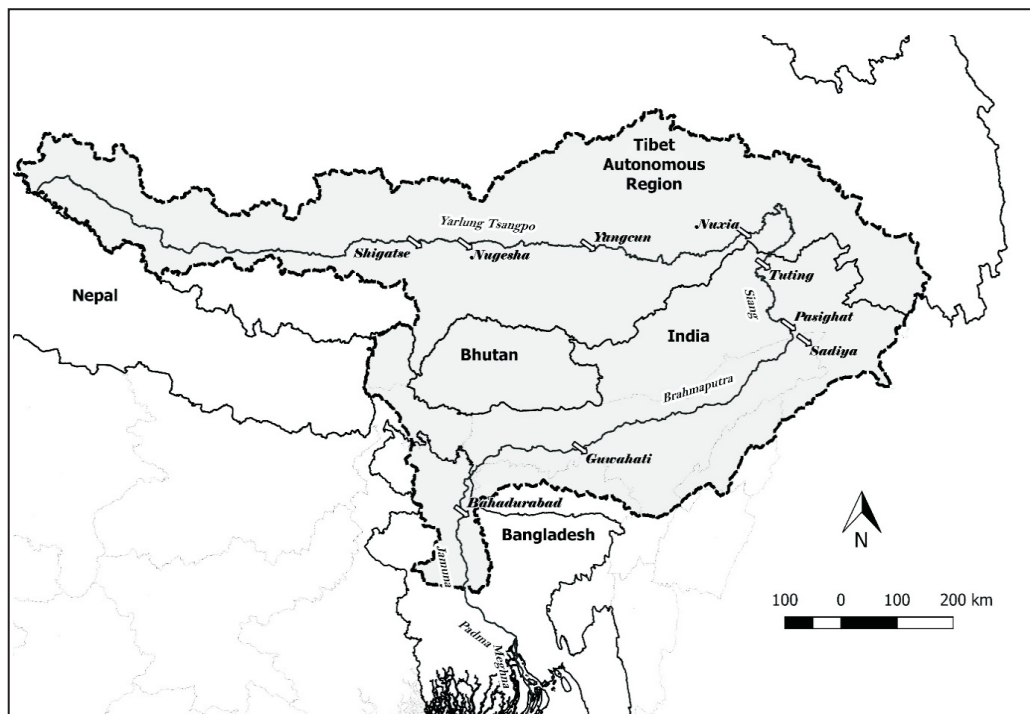 Tibet
Autonomous
Region
Yarlung Tsangpo
Nuxia
Yangcun
Shigatse
Nugesha
Tuting
Nepal
Siang
Pasighat
India
Bhutan
Sadiya
Brahmaputra
Guwahati
Bahadurabad
Bangladesh
Jamuna
N
100 0 100 200 km
Padma
Meghna